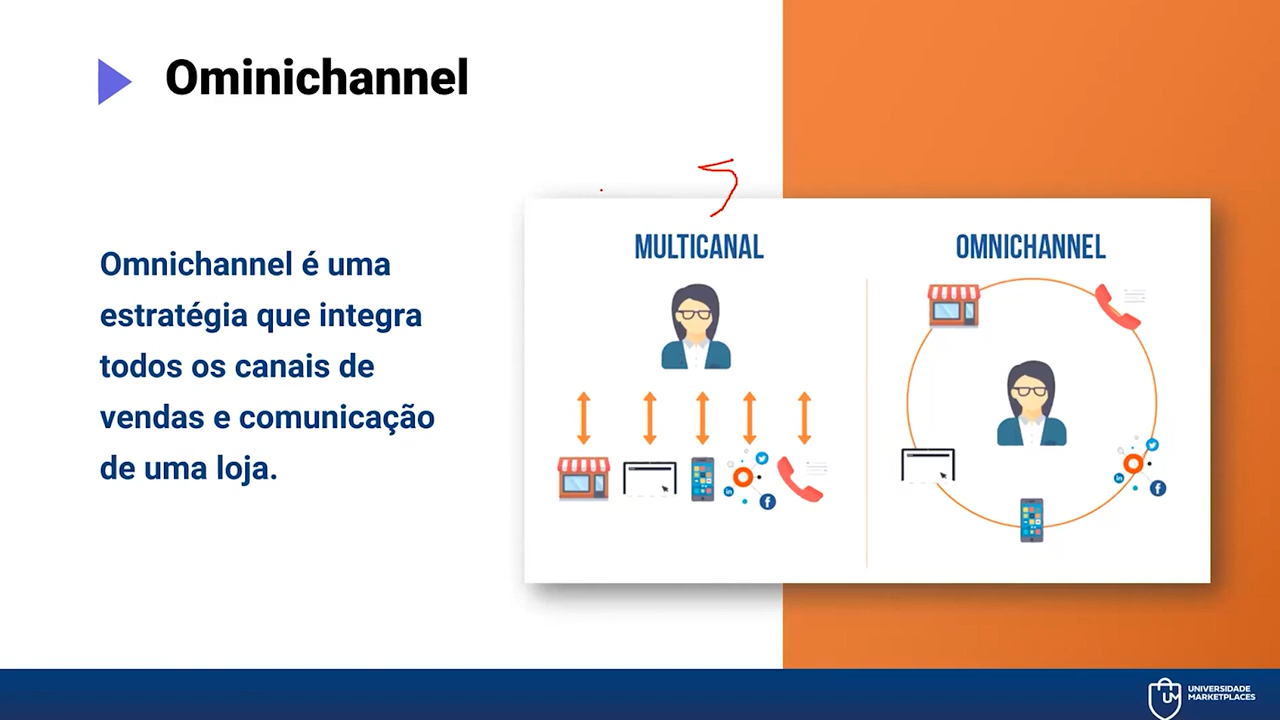 Ominichannel
Omnichannel é uma
estratégia que integra
todos os canais de
vendas e comunicação
de uma loja.
MULTICANAL
OMNICHANNEL
UM
UNIVERSIDADE
MARKETPLACES